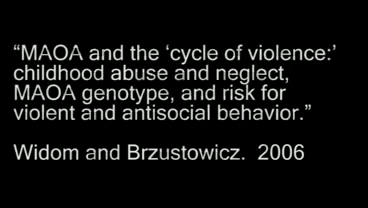 “MAOA and the ‘cycle of violence:’
childhood abuse and neglect,
MAOA genotype, and risk for
violent and antisocial behavior.”
Widom and Brzustowicz.  2006